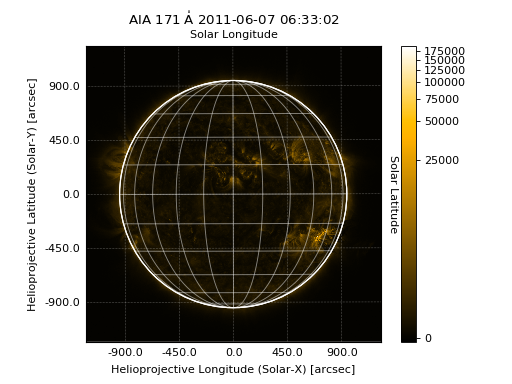 AIA 171 Å 2011-06-07 06:33:02
Solar Longitude
900.0
450.0
0.0
-450.0
-900.0
Helioprojective Latitude (Solar-Y) [arcsec]
-900.0 -450.0 0.0 450.0 900.0
Helioprojective Longitude (Solar-X) [arcsec]
Solar Latitude
175000
150000
125000
100000
75000
50000
25000
0